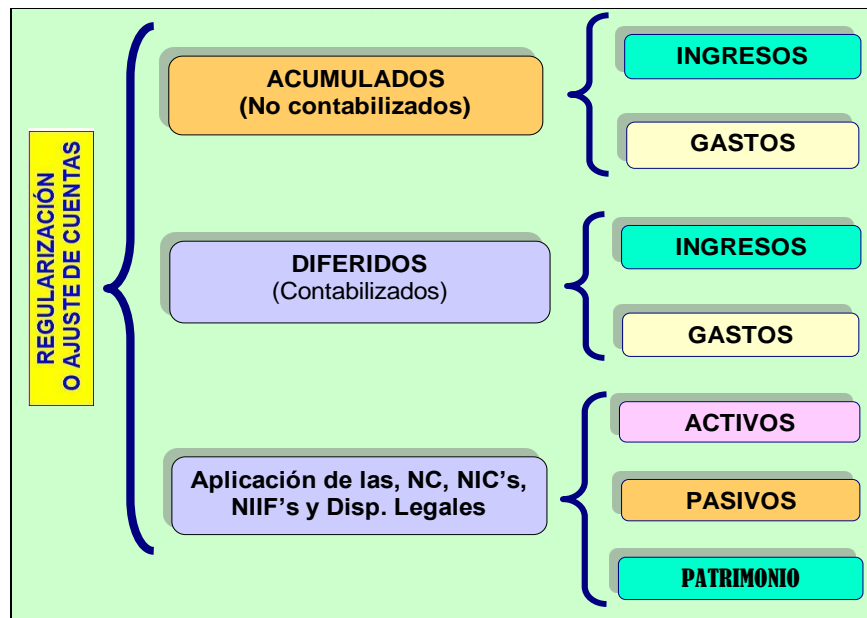 REGULARIZACIÓN
O AJUSTE DE CUENTAS
ACUMULADOS
(No contabilizados)
INGRESOS
GASTOS
DIFERIDOS
(Contabilizados)
INGRESOS
GASTOS
Aplicación de las, NC, NIC’s,
NIIF’s y Disp. Legales
ACTIVOS
PASIVOS
PATRIMONIO